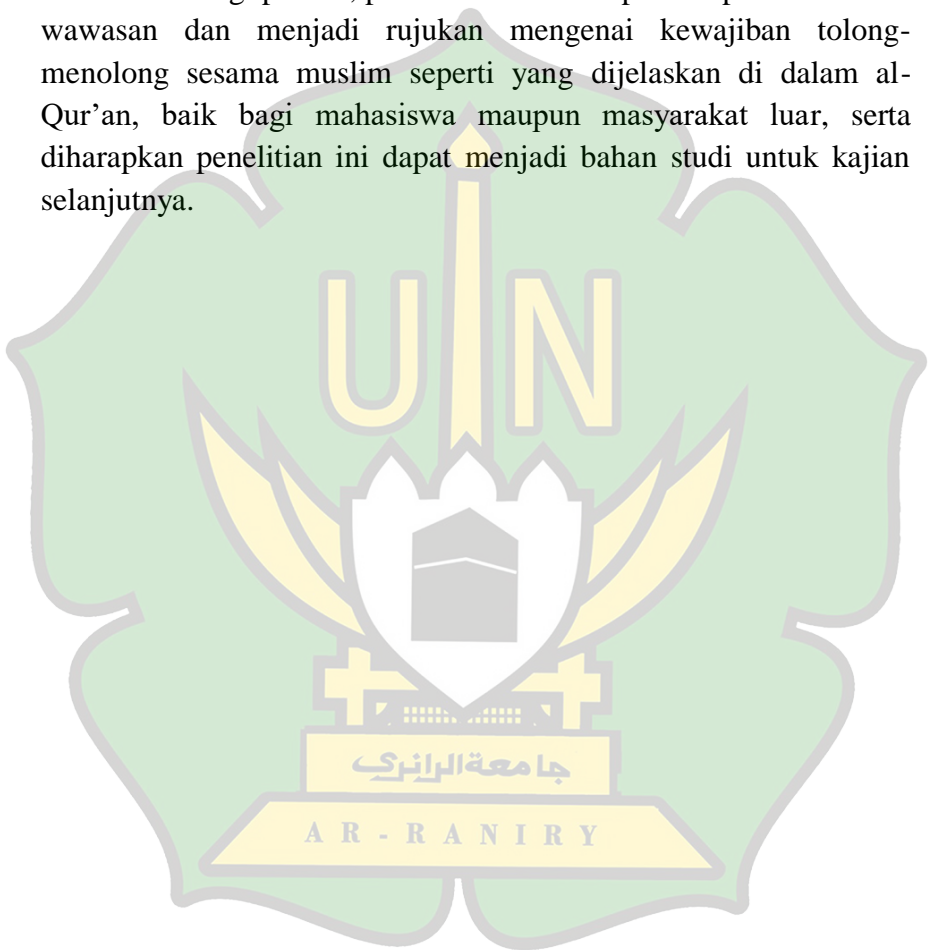 wawasan dan menjadi rujukan mengenai kewajiban tolong-
menolong sesama muslim seperti yang dijelaskan di dalam al-
Qur'an, baik bagi mahasiswa maupun masyarakat luar, serta
diharapkan penelitian ini dapat menjadi bahan studi untuk kajian
selanjutnya.
UIN
جامعة الرانري
AR-RANIRY